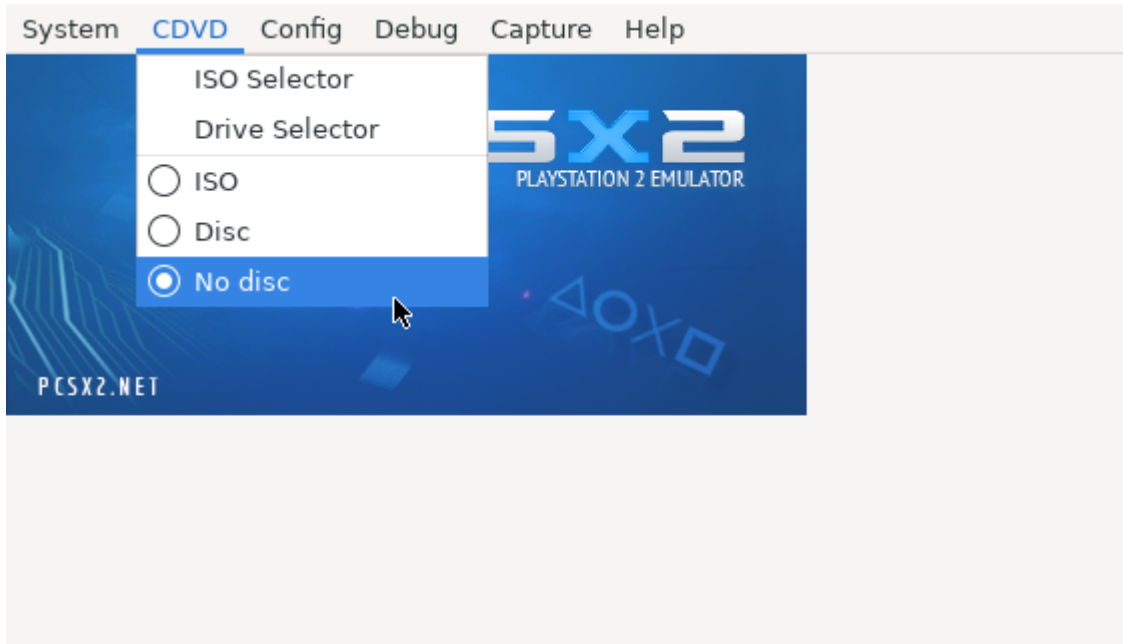 System CDVD Config Debug Capture Help
ISO Selector
Drive Selector
ISO
Disc
No disc
SX2
PLAYSTATION 2 EMULATOR
PCSX2.NET